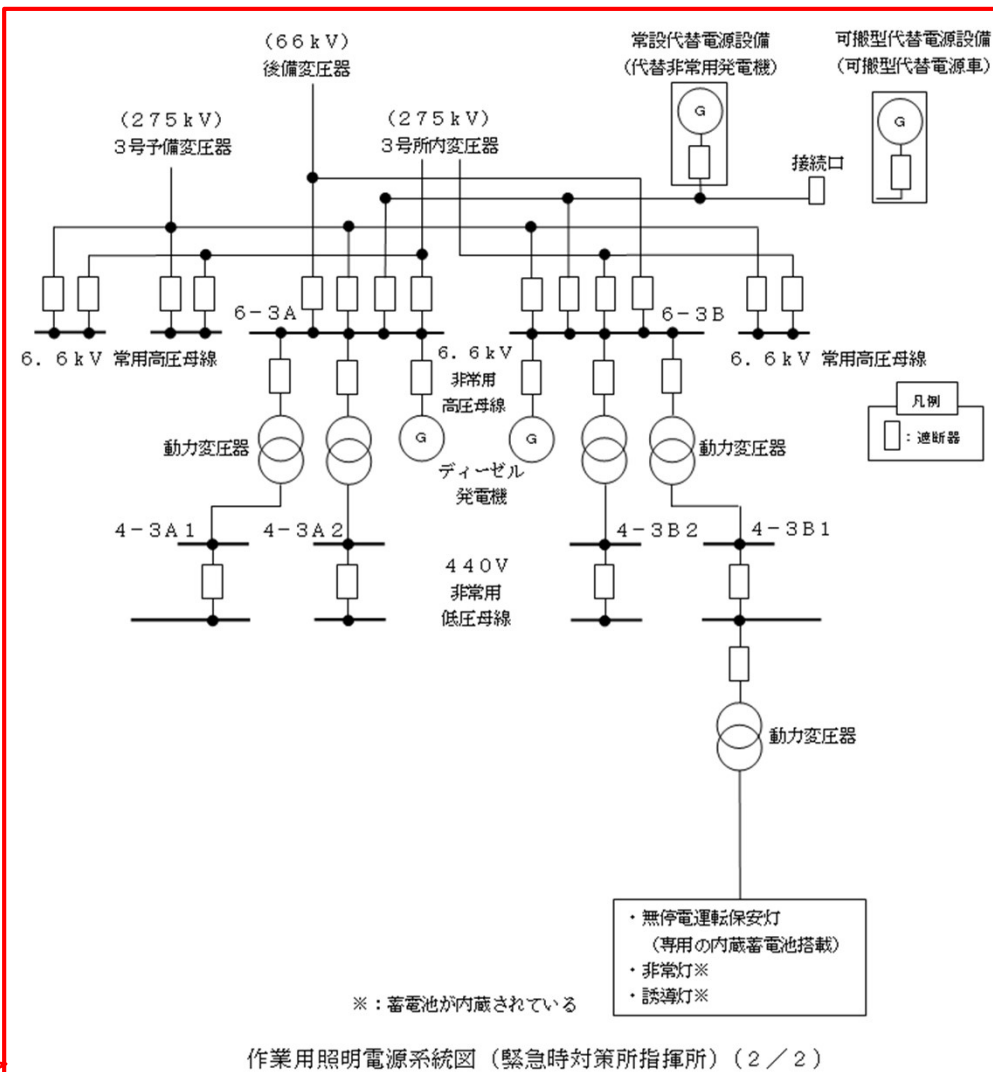 (66kV)
後備変圧器
常設代替電源設備
(代替非常用発電機)
可搬型代替電源設備
(可搬型代替電源車)
G
G
(275kV)
3号予備変圧器
(275kV)
3号所内変圧器
接続口
6-3A
6-3B
6.6kV 常用高圧母線
6.6kV
非常用
高圧母線
6.6kV 常用高圧母線
凡例
:遮断器
動力変圧器
G
G
動力変圧器
ディーゼル
発電機
4-3A1
4-3A2
4-3B2
4-3B1
440V
非常用
低圧母線
動力変圧器
・無停電運転保安灯
(専用の内蔵蓄電池搭載)
・非常灯※
・誘導灯※
※:蓄電池が内蔵されている
作業用照明電源系統図(緊急時対策所指揮所)(2/2)